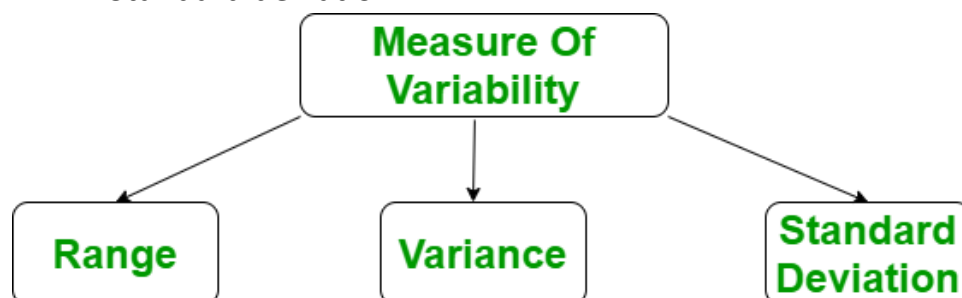 Measure Of
Variability
Range
Variance
Standard
Deviation